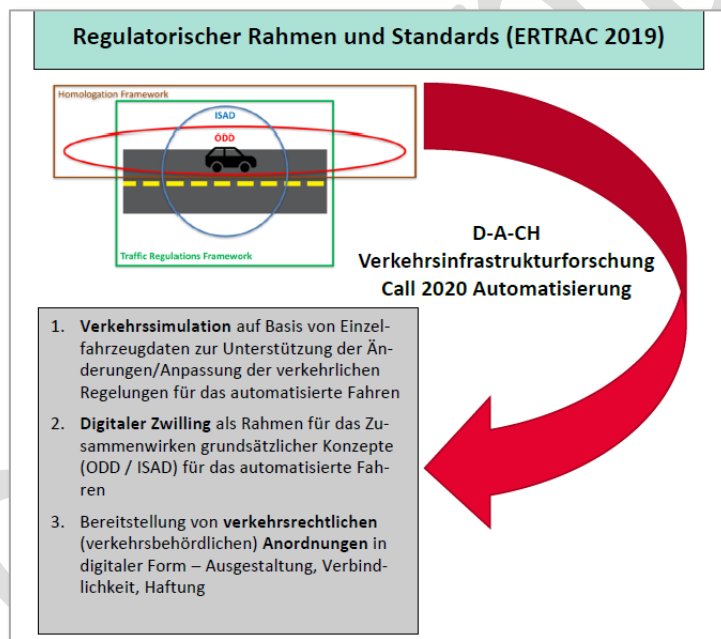 Regulatorischer Rahmen und Standards (ERTRAC 2019)
Homologation Framework
ISAD
ODD
Traffic Regulations Framework
D-A-CH
Verkehrsinfrastrukturforschung
Call 2020 Automatisierung
1. Verkehrssimulation auf Basis von Einzel-
fahrzeugdaten zur Unterstützung der Än-
derungen/Anpassung der verkehrlichen
Regelungen für das automatisierte Fahren
2. Digitaler Zwilling als Rahmen für das Zu-
sammenwirken grundsätzlicher Konzepte
(ODD / ISAD) für das automatisierte Fah-
ren
3. Bereitstellung von verkehrsrechtlichen
(verkehrsbehördlichen) Anordnungen in
digitaler Form – Ausgestaltung, Verbind-
lichkeit, Haftung